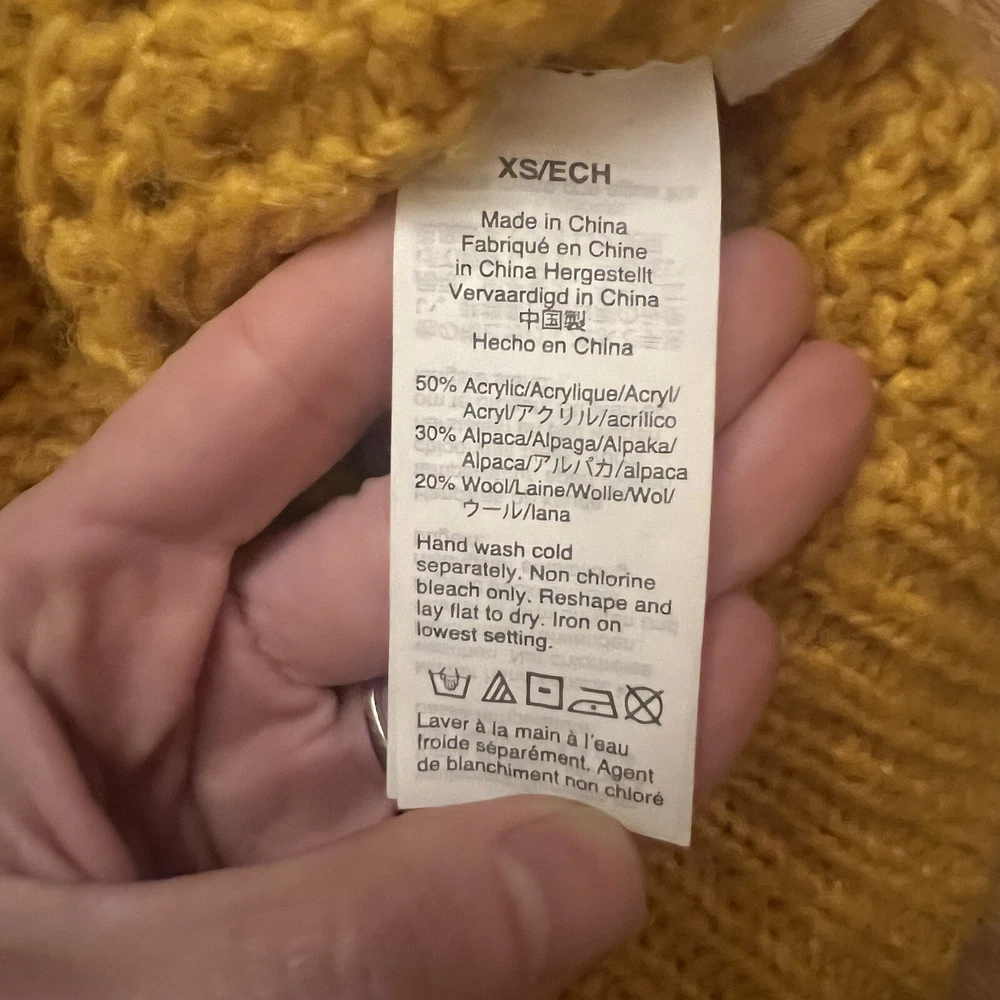 XS/ECH
Made in China
Fabriqué en Chine
in China Hergestellt
Vervaardigd in China
中国製
Hecho en China
50% Acrylic/Acrylique/Acryl/
Acryl/アクリル/acrílico
30% Alpaca/Alpaga/Alpaka/
Alpaca/アルパカ/alpaca
20% Wool/Laine/Wolle/Wol/
ウール/lana
Hand wash cold
separately. Non chlorine
bleach only. Reshape and
lay flat to dry. Iron on
lowest setting.
Laver à la main à l'eau
froide séparément. Agent
de blanchiment non chloré